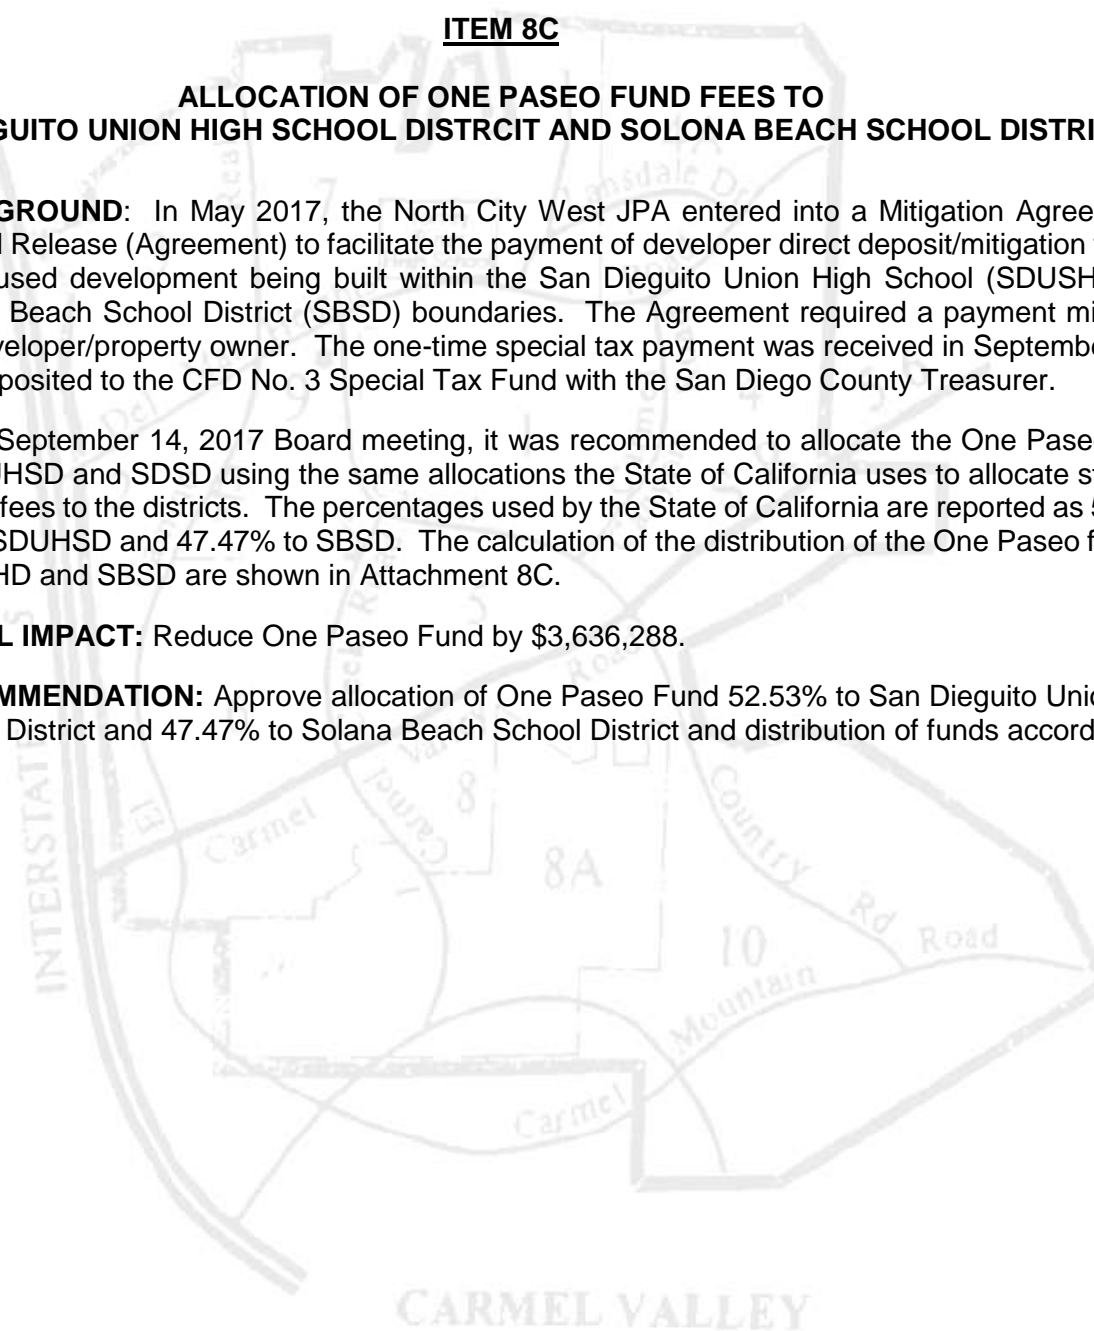 ITEM 8C
ALLOCATION OF ONE PASEO FUND FEES TO
GUITO UNION HIGH SCHOOL DISTRCIT AND SOLONA BEACH SCHOOL DISTRI
GROUND: In May 2017, the North City West JPA entered into a Mitigation Agree
Release (Agreement) to facilitate the payment of developer direct deposit/mitigation
used development being built within the San Dieguito Union High School (SDUSH
Beach School District (SBSD) boundaries. The Agreement required a payment mi
veloper/property owner. The one-time special tax payment was received in Septembe
posited to the CFD No. 3 Special Tax Fund with the San Diego County Treasurer.
September 14, 2017 Board meeting, it was recommended to allocate the One Pase
HSD and SDSD using the same allocations the State of California uses to allocate st
fees to the districts. The percentages used by the State of California are reported as 5
SDUHSD and 47.47% to SBSD. The calculation of the distribution of the One Paseo f
HD and SBSD are shown in Attachment 8C.
L IMPACT: Reduce One Paseo Fund by $3,636,288.
MMENDATION: Approve allocation of One Paseo Fund 52.53% to San Dieguito Unio
District and 47.47% to Solana Beach School District and distribution of funds accord
7
9
8
8A
10
INTERSTATE 5
Carmel
Country
Rd
Road
Mountain
Carmel
CARMEL VALLEY